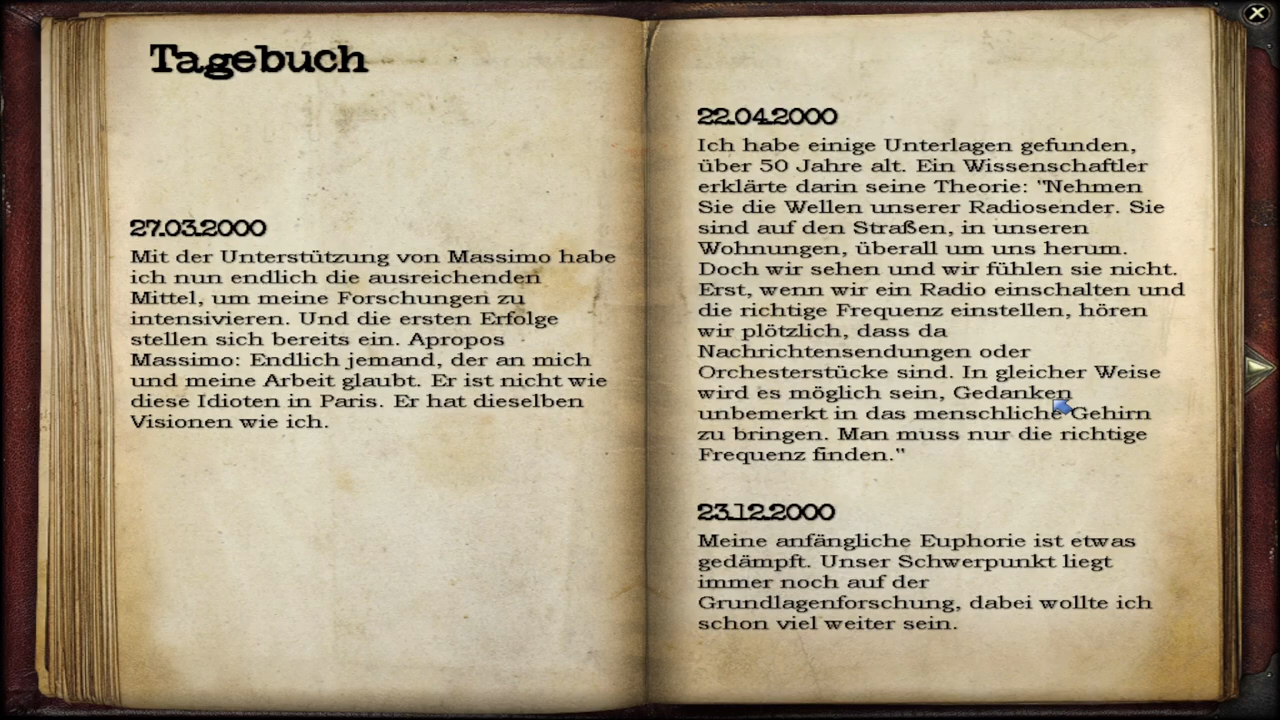 Tagebuch
27.03.2000
Mit der Unterstützung von Massimo habe
ich nun endlich die ausreichenden
Mittel, um meine Forschungen zu
intensivieren. Und die ersten Erfolge
stellen sich bereits ein. Apropos
Massimo: Endlich jemand, der an mich
und meine Arbeit glaubt. Er ist nicht wie
diese Idioten in Paris. Er hat dieselben
Visionen wie ich.
22.04.2000
Ich habe einige Unterlagen gefunden,
über 50 Jahre alt. Ein Wissenschaftler
erklärte darin seine Theorie: "Nehmen
Sie die Wellen unserer Radiosender. Sie
sind auf den Straßen, in unseren
Wohnungen, überall um uns herum.
Doch wir sehen und wir fühlen sie nicht.
Erst, wenn wir ein Radio einschalten und
die richtige Frequenz einstellen, hören
wir plötzlich, dass da
Nachrichtensendungen oder
Orchesterstücke sind. In gleicher Weise
wird es möglich sein, Gedanken
unbemerkt in das menschliche Gehirn
zu bringen. Man muss nur die richtige
Frequenz finden."
23.12.2000
Meine anfängliche Euphorie ist etwas
gedämpft. Unser Schwerpunkt liegt
immer noch auf der
Grundlagenforschung, dabei wollte ich
schon viel weiter sein.